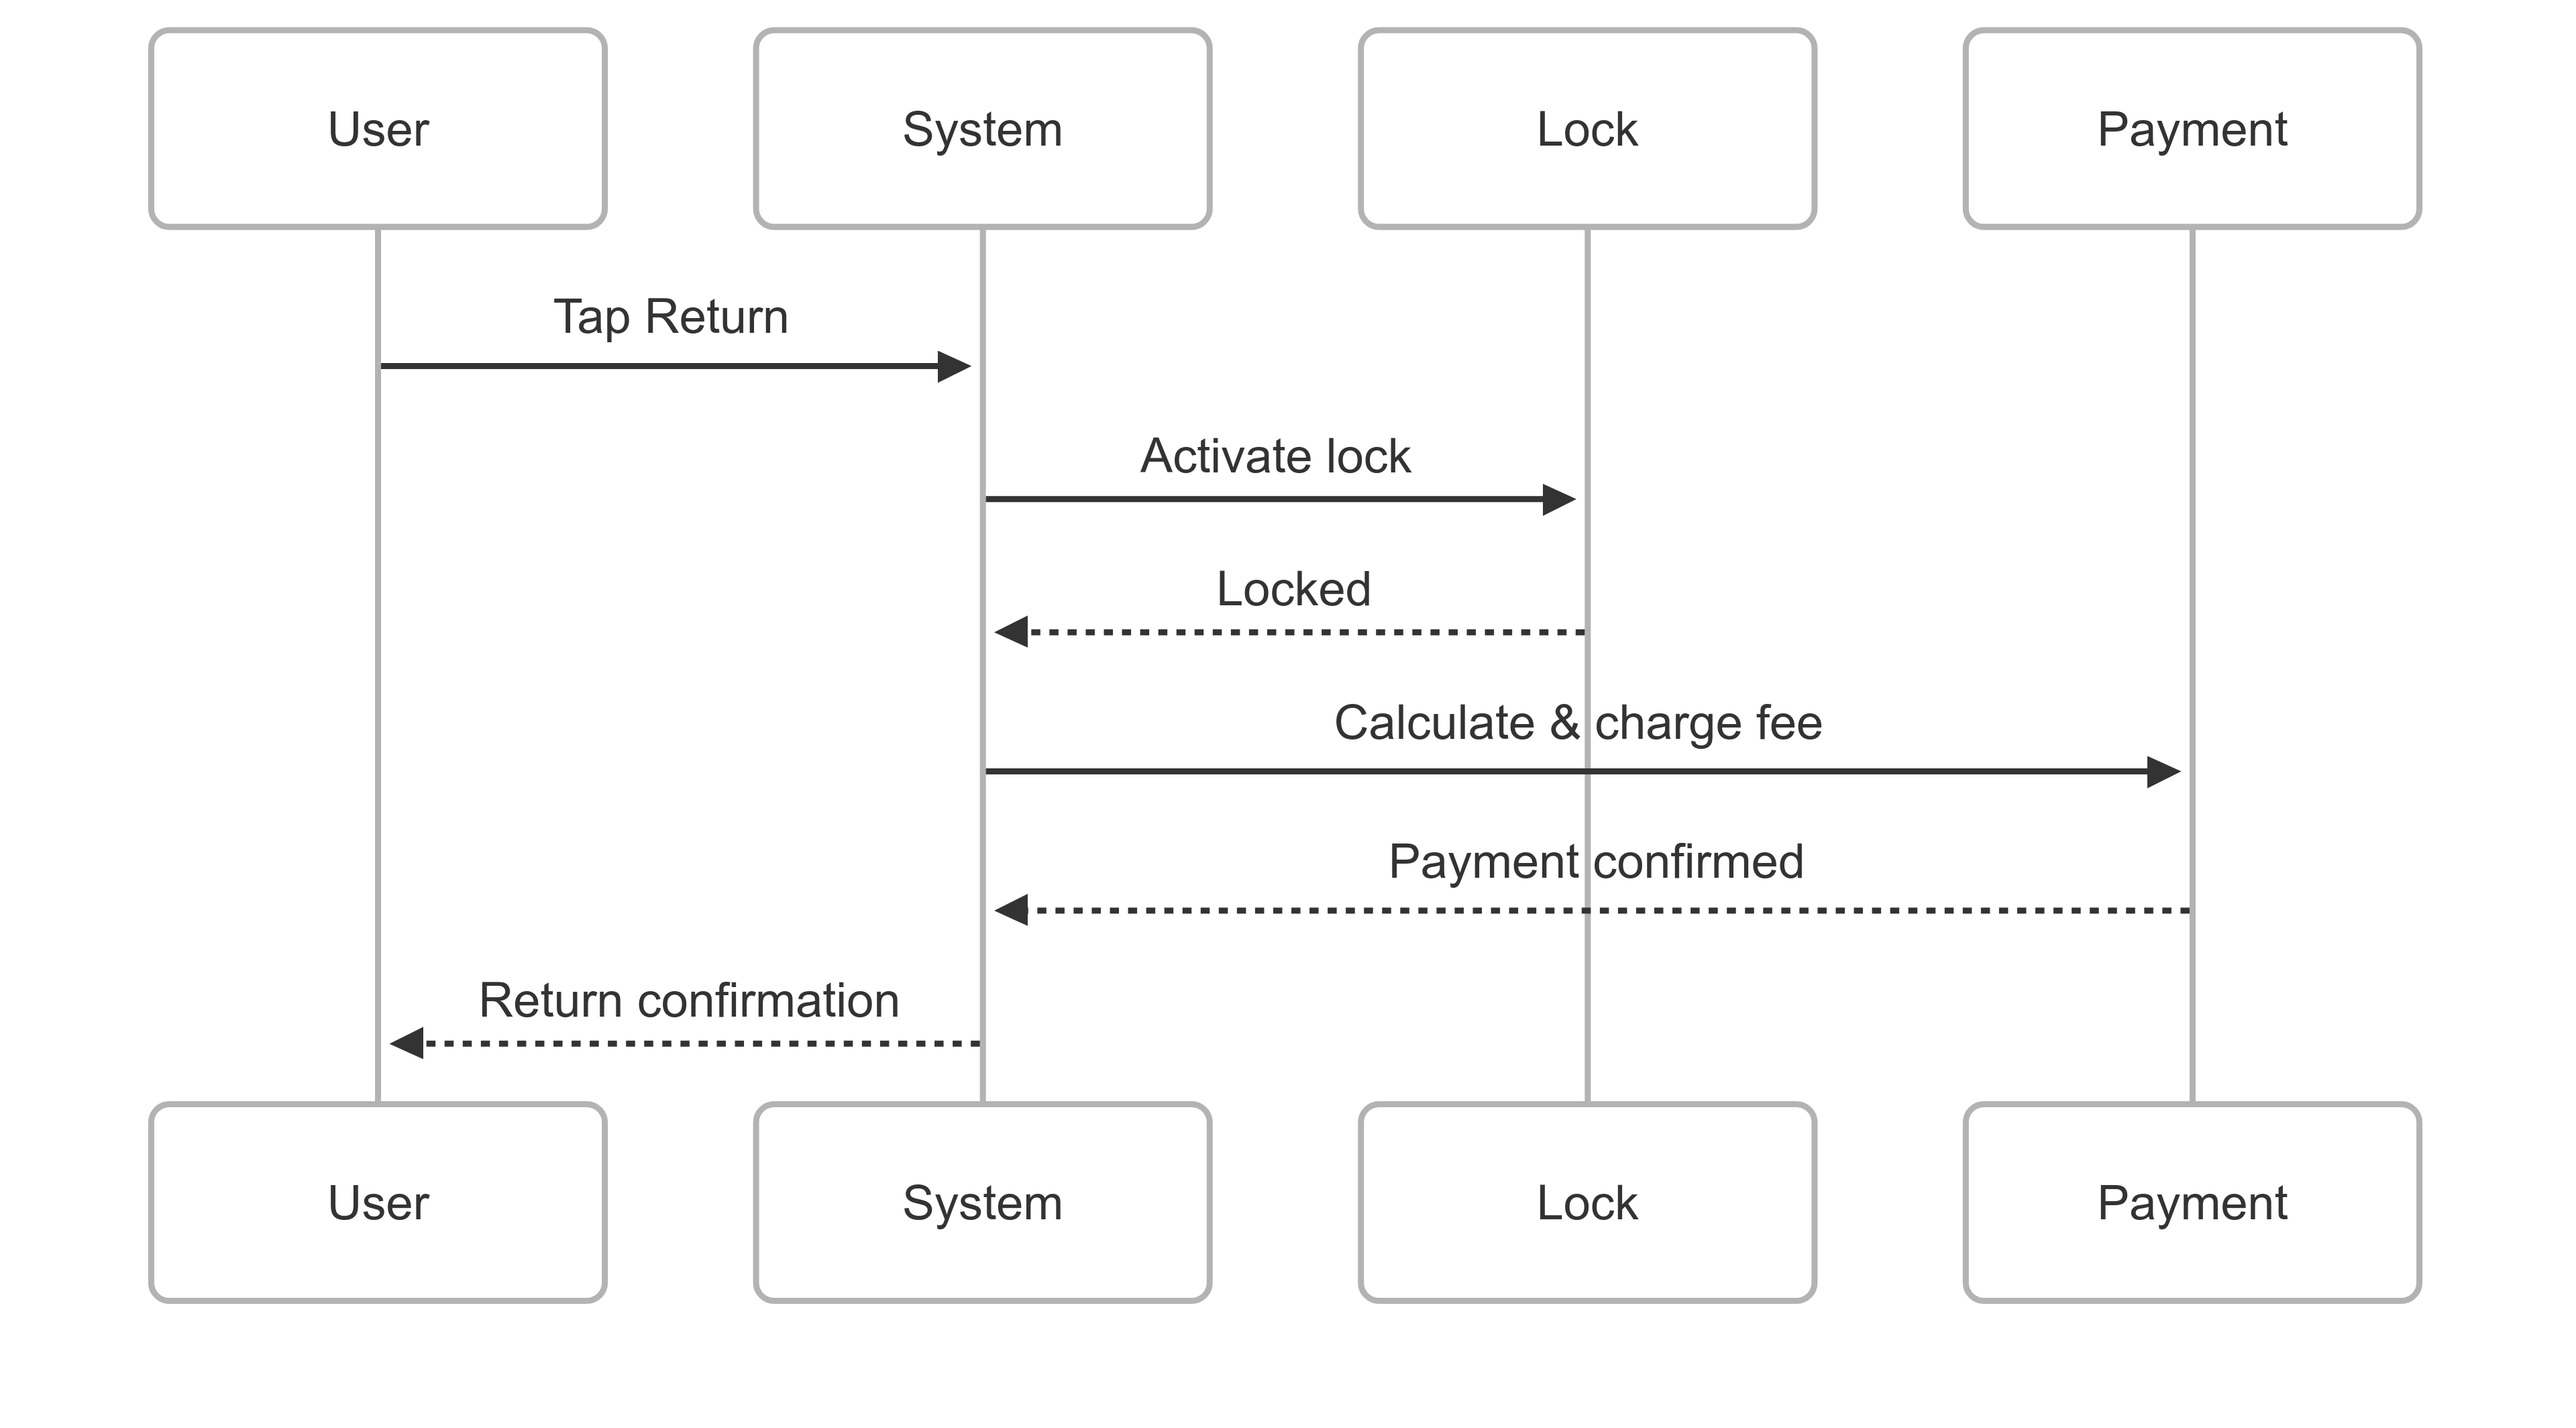 User
System
Lock
Payment
Tap Return
Activate lock
Locked
Calculate & charge fee
Payment confirmed
Return confirmation
User
System
Lock
Payment